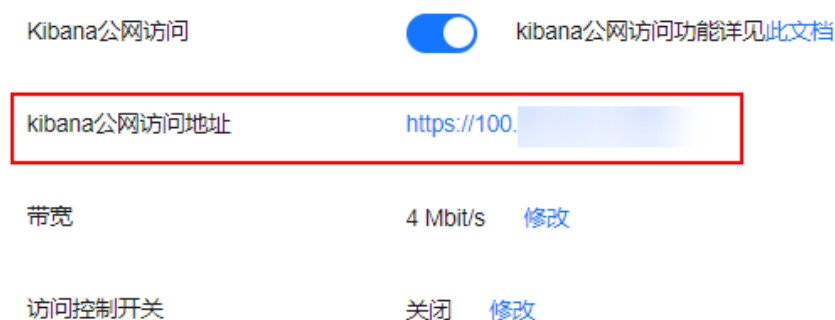 Kibana公网访问 kibana公网访问功能详见此文档
kibana公网访问地址 https://100.
带宽 4 Mbit/s 修改
访问控制开关 关闭 修改